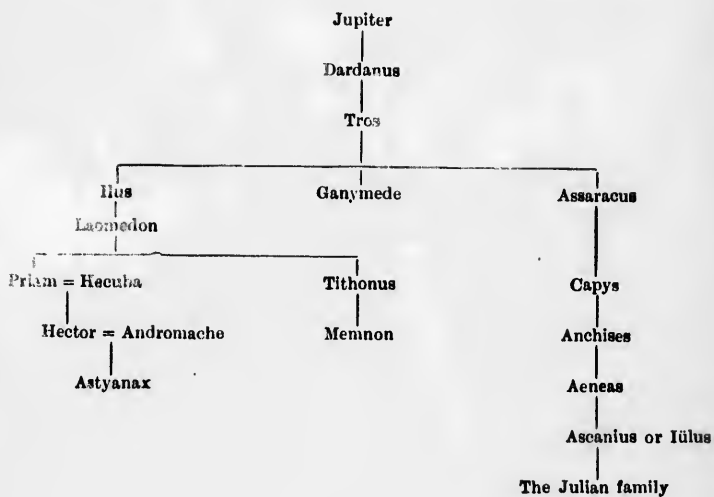 Jupiter
Dardanus
Tros
Ilus Ganymede Assaracus
Laomedon
Priam = Hecuba Tithonus Capys
Hector = Andromache Memnon Anchises
Astyanax Aeneas
Ascanius or Iülus
The Julian family